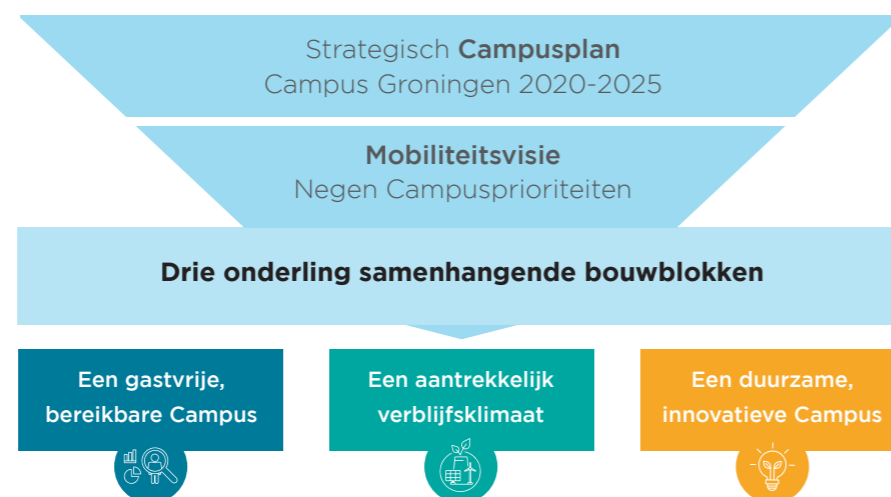 Strategisch Campusplan
Campus Groningen 2020-2025
Mobiliteitsvisie
Negen Campusprioriteiten
Drie onderling samenhangende bouwblokken
Een gastvrije,
bereikbare Campus
Een aantrekkelijk
verblijfsklimaat
Een duurzame,
innovatieve Campus